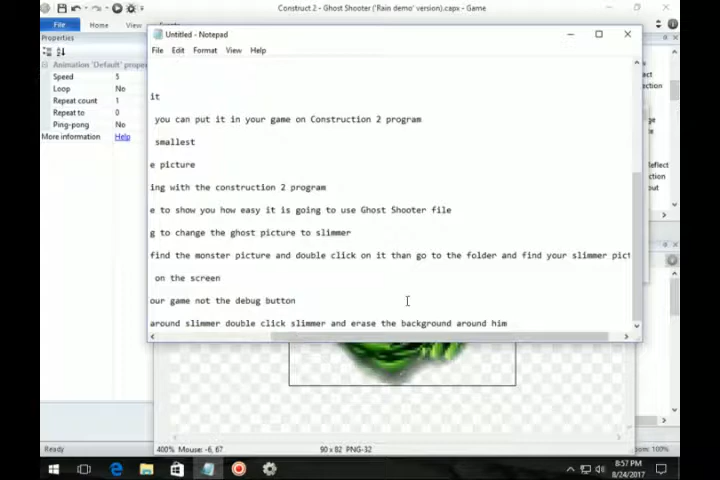 Construct 2 - Ghost Shooter ('Rain demo' version).capx - Game
File Home View
Properties
Animation 'Default' prope
Speed 5
Loop No
Repeat count 1
Repeat to 0
Ping-pong No
More information Help
Untitled - Notepad
File Edit Format View Help
it
you can put it in your game on Construction 2 program
smallest
e picture
ing with the construction 2 program
e to show you how easy it is going to use Ghost Shooter file
g to change the ghost picture to slimmer
find the monster picture and double click on it than go to the folder and find your slimmer pict
on the screen
our game not the debug button
around slimmer double click slimmer and erase the background around him
Reflect
400% Mouse: -6, 67 90 x 82 PNG-32
Ready
oom: 100%
8:57 PM
8/24/2017